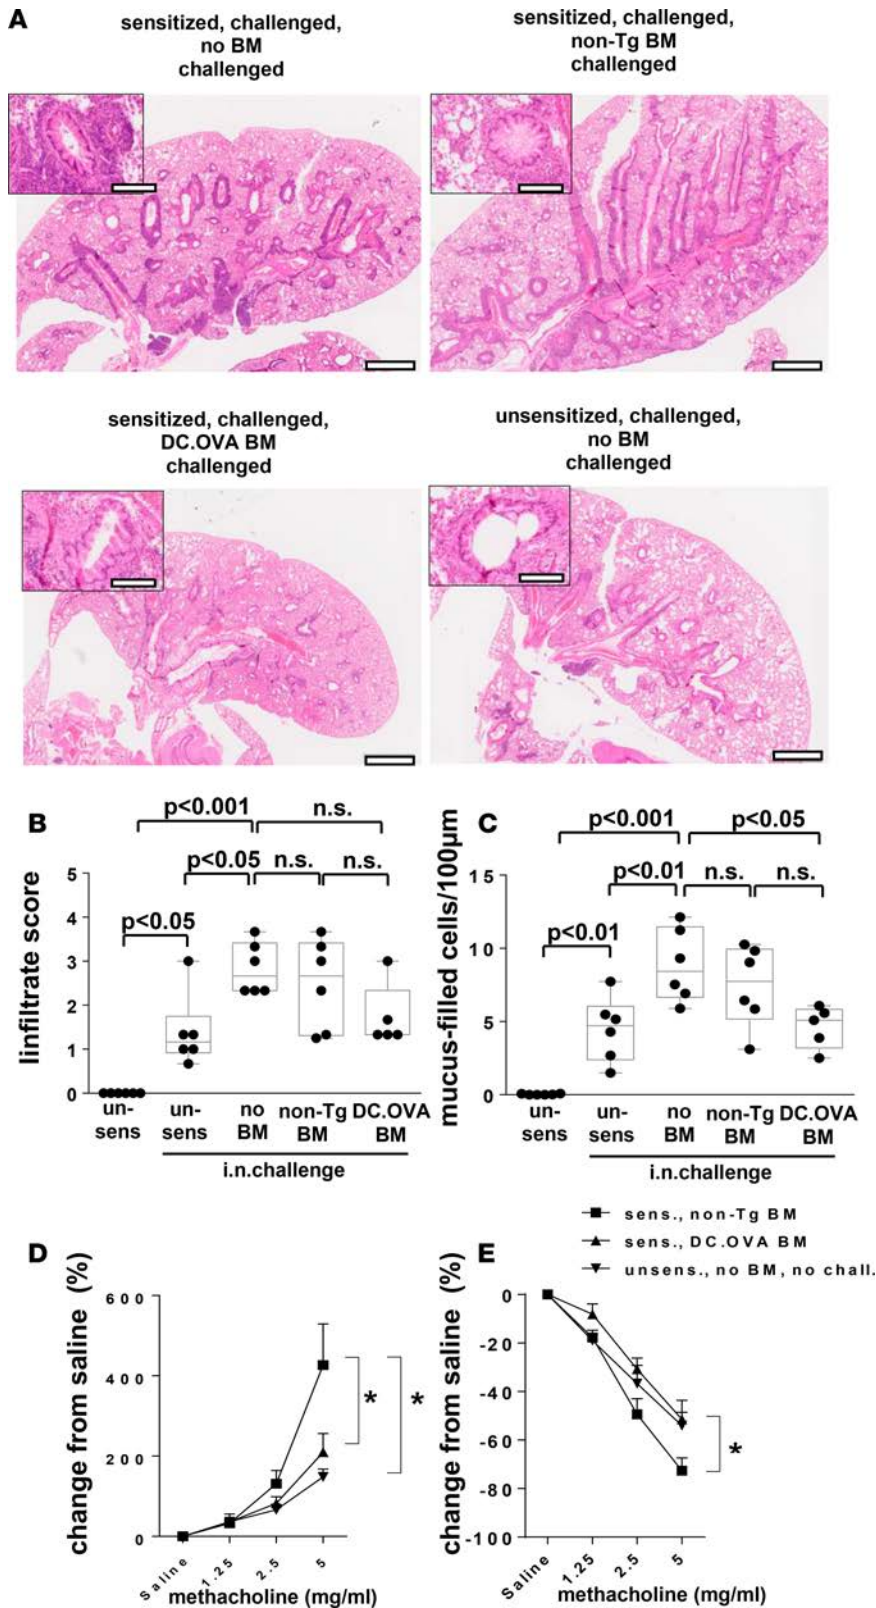 A
sensitized, challenged,
no BM
challenged
sensitized, challenged,
non-Tg BM
challenged
sensitized, challenged,
DC.OVA BM
challenged
unsensitized, challenged,
no BM
challenged
B
p<0.001
n.s.
p<0.05
n.s.
n.s.
p<0.05
Iinfiltrate score
5
4
3
2
1
0
un-
sens
un-
sens
no
BM
non-Tg
BM
DC.OVA
BM
i.n.challenge
C
p<0.001
p<0.05
p<0.01
n.s.
n.s.
p<0.01
mucus-filled cells/100μm
15
10
5
0
un-
sens
un-
sens
no
BM
non-Tg
BM
DC.OVA
BM
i.n.challenge
sens., non-Tg BM
sens., DC.OVA BM
unsens., no BM, no chall.
D
change from saline (%)
600
400
200
0
*
*
Saline
1.25
2.5
5
methacholine (mg/ml)
E
change from saline (%)
0
-20
-40
-60
-80
-100
*
Saline
1.25
2.5
5
methacholine (mg/ml)